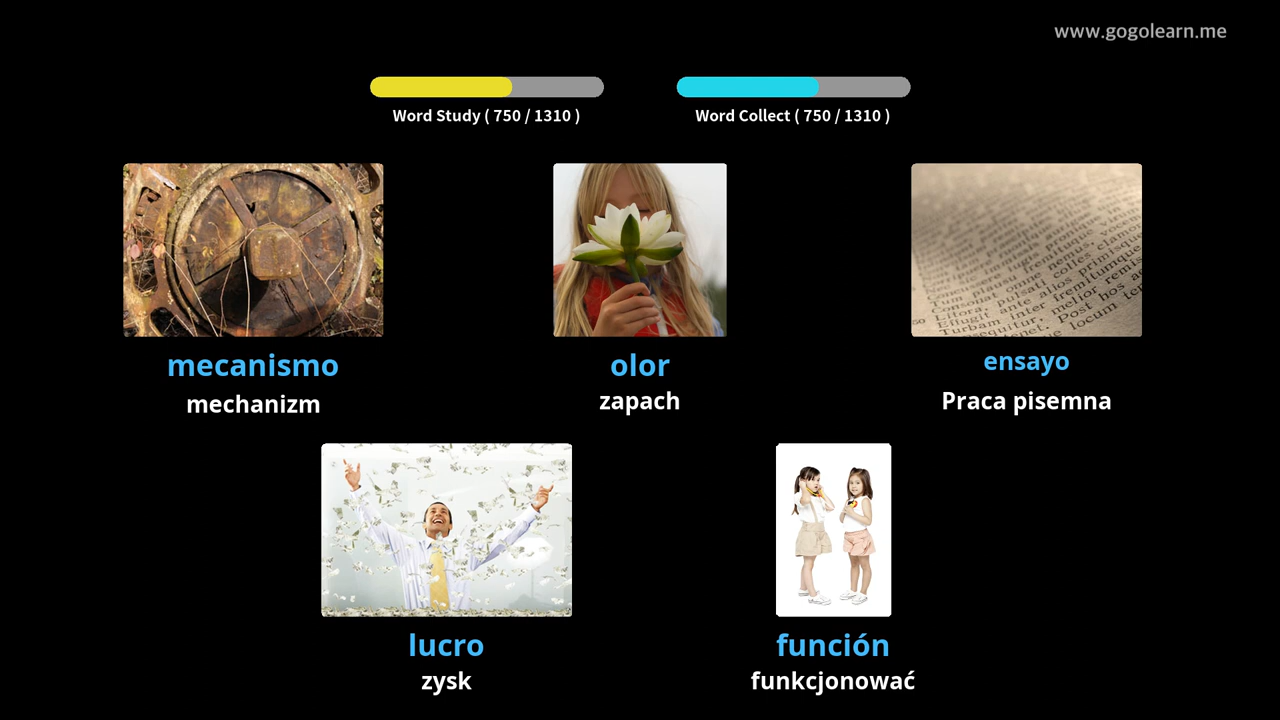 www.gogolearn.me
Word Study ( 750 / 1310 )
Word Collect ( 750 / 1310 )
mecanismo
mechanizm
olor
zapach
ensayo
Praca pisemna
lucro
zysk
función
funkcjonować